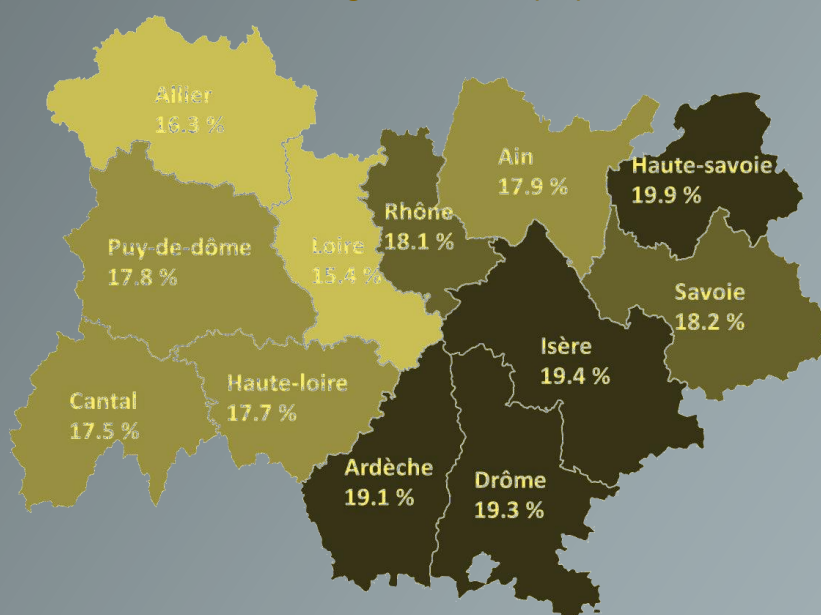 Allier
16.3 %
Ain
17.9 %
Haute-savoie
19.9 %
Rhône
18.1 %
Puy-de-dôme
17.8 %
Loire
15.4 %
Savoie
18.2 %
Isère
19.4 %
Haute-loire
17.7 %
Cantal
17.5 %
Ardèche
19.1 %
Drôme
19.3 %